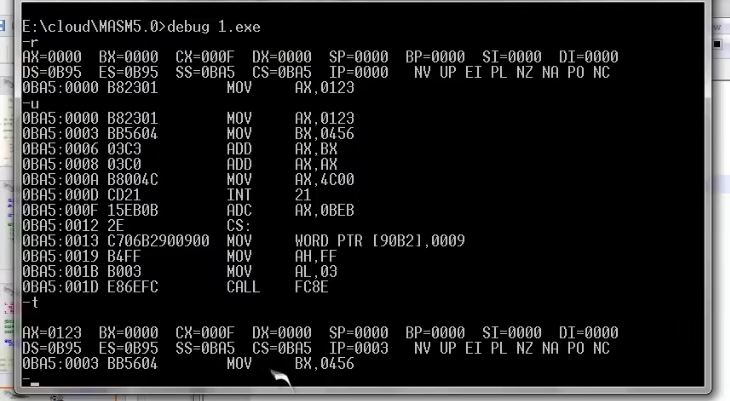 E:\cloud\MASM5.0>debug 1.exe
-r
AX=0000  BX=0000  CX=000F  DX=0000  SP=0000  BP=0000  SI=0000  DI=0000
DS=0B95  ES=0B95  SS=0BA5  CS=0BA5  IP=0000   NV UP EI PL NZ NA PO NC
0BA5:0000 B82301        MOV     AX,0123
-u
0BA5:0000 B82301        MOV     AX,0123
0BA5:0003 BB5604        MOV     BX,0456
0BA5:0006 03C3          ADD     AX,BX
0BA5:0008 03C0          ADD     AX,AX
0BA5:000A B8004C        MOV     AX,4C00
0BA5:000D CD21          INT     21
0BA5:000F 15EB0B        ADC     AX,0BEB
0BA5:0012 2E            CS:
0BA5:0013 C706B2900900  MOV     WORD PTR [90B2],0009
0BA5:0019 B4FF          MOV     AH,FF
0BA5:001B B003          MOV     AL,03
0BA5:001D E86EFC        CALL    FC8E
-t
AX=0123  BX=0000  CX=000F  DX=0000  SP=0000  BP=0000  SI=0000  DI=0000
DS=0B95  ES=0B95  SS=0BA5  CS=0BA5  IP=0003   NV UP EI PL NZ NA PO NC
0BA5:0003 BB5604        MOV     BX,0456
-_